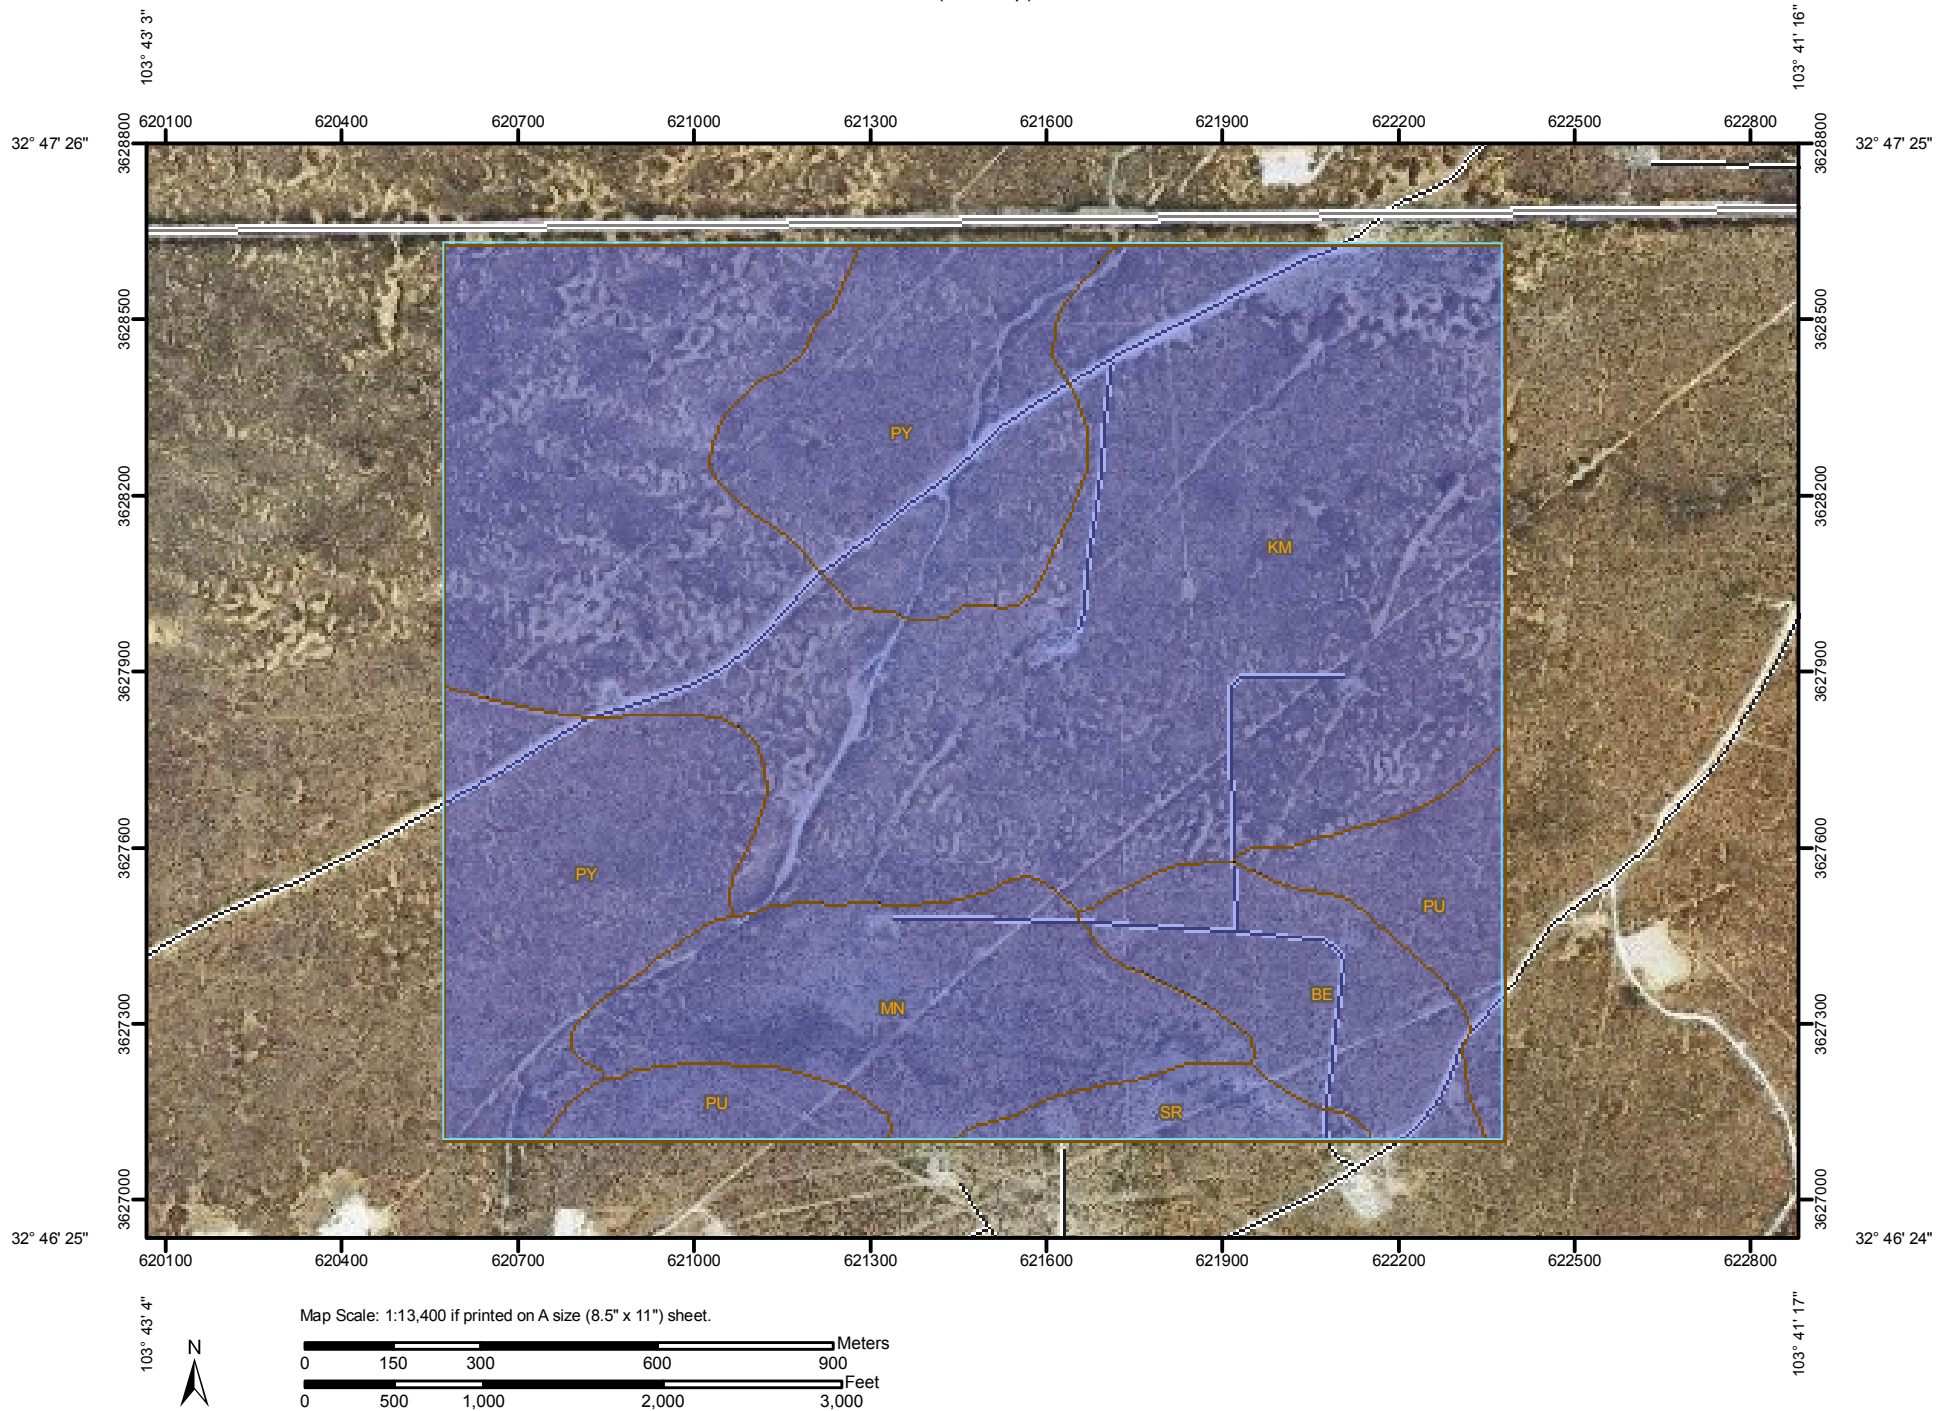 103° 43' 3"
103° 41' 16"
620100 620400 620700 621000 621300 621600 621900 622200 622500 622800
32° 47' 26"
32° 47' 25"
3628800
3628800
3628500
3628500
PY
3628200
3628200
KM
3627900
3627900
3627600
3627600
PY
PU
BE
MN
3627300
3627300
PU
SR
3627000
3627000
32° 46' 25"
32° 46' 24"
620100 620400 620700 621000 621300 621600 621900 622200 622500 622800
103° 43' 4"
103° 41' 17"
Map Scale: 1:13,400 if printed on A size (8.5" x 11") sheet.
N
Meters
0 150 300 600 900
Feet
0 500 1,000 2,000 3,000